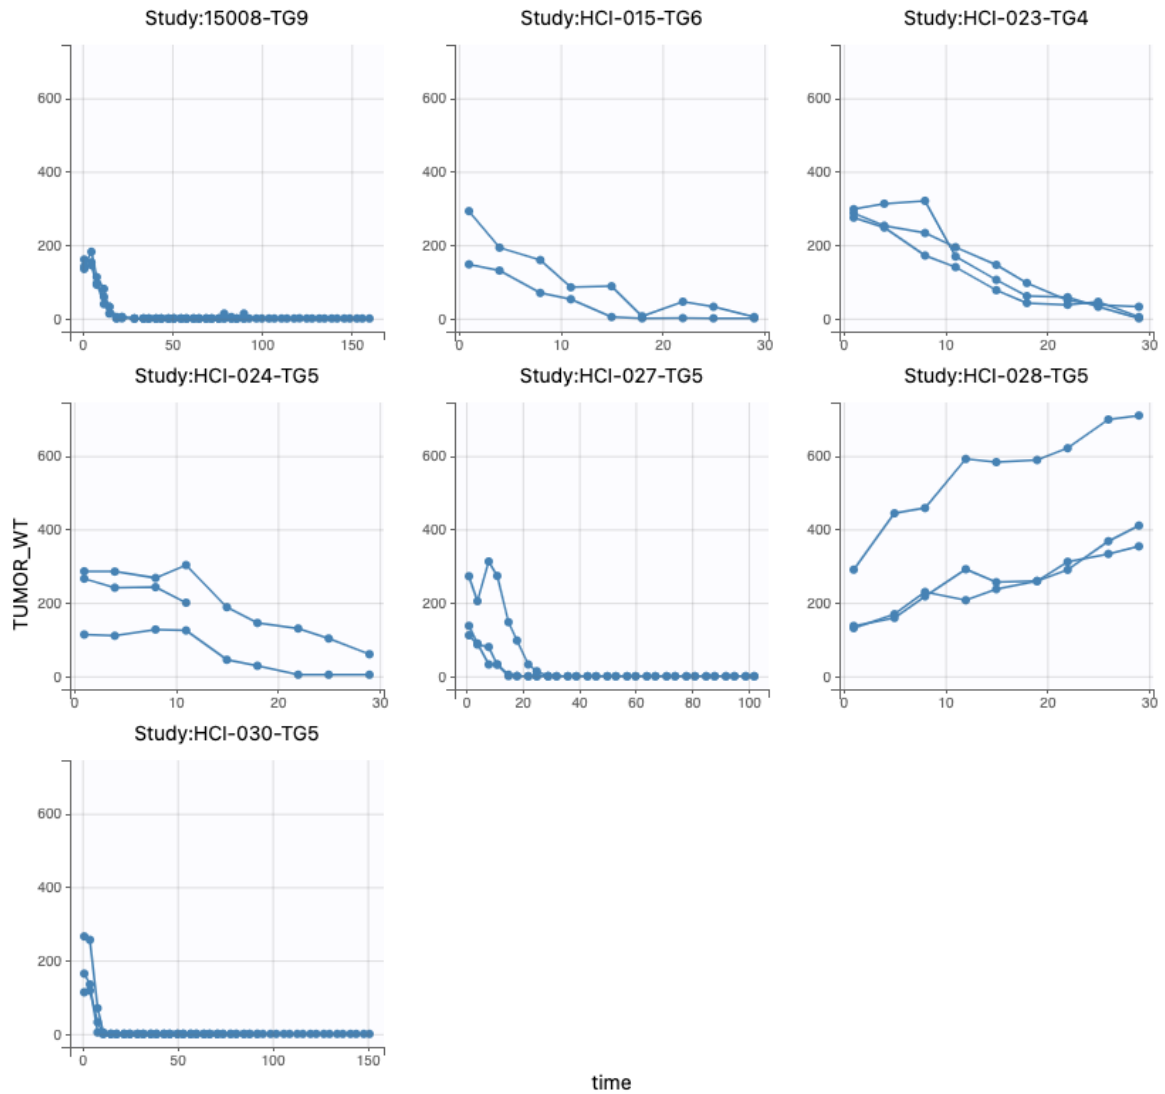 Study:15008-TG9
600
400
200
0
0 50 100 150
Study:HCI-015-TG6
600
400
200
0
0 10 20 30
Study:HCI-023-TG4
600
400
200
0
0 10 20 30
Study:HCI-024-TG5
600
400
200
0
0 10 20 30
Study:HCI-027-TG5
600
400
200
0
0 20 40 60 80 100
Study:HCI-028-TG5
600
400
200
0
0 10 20 30
TUMOR_WT
Study:HCI-030-TG5
600
400
200
0
0 50 100 150
time